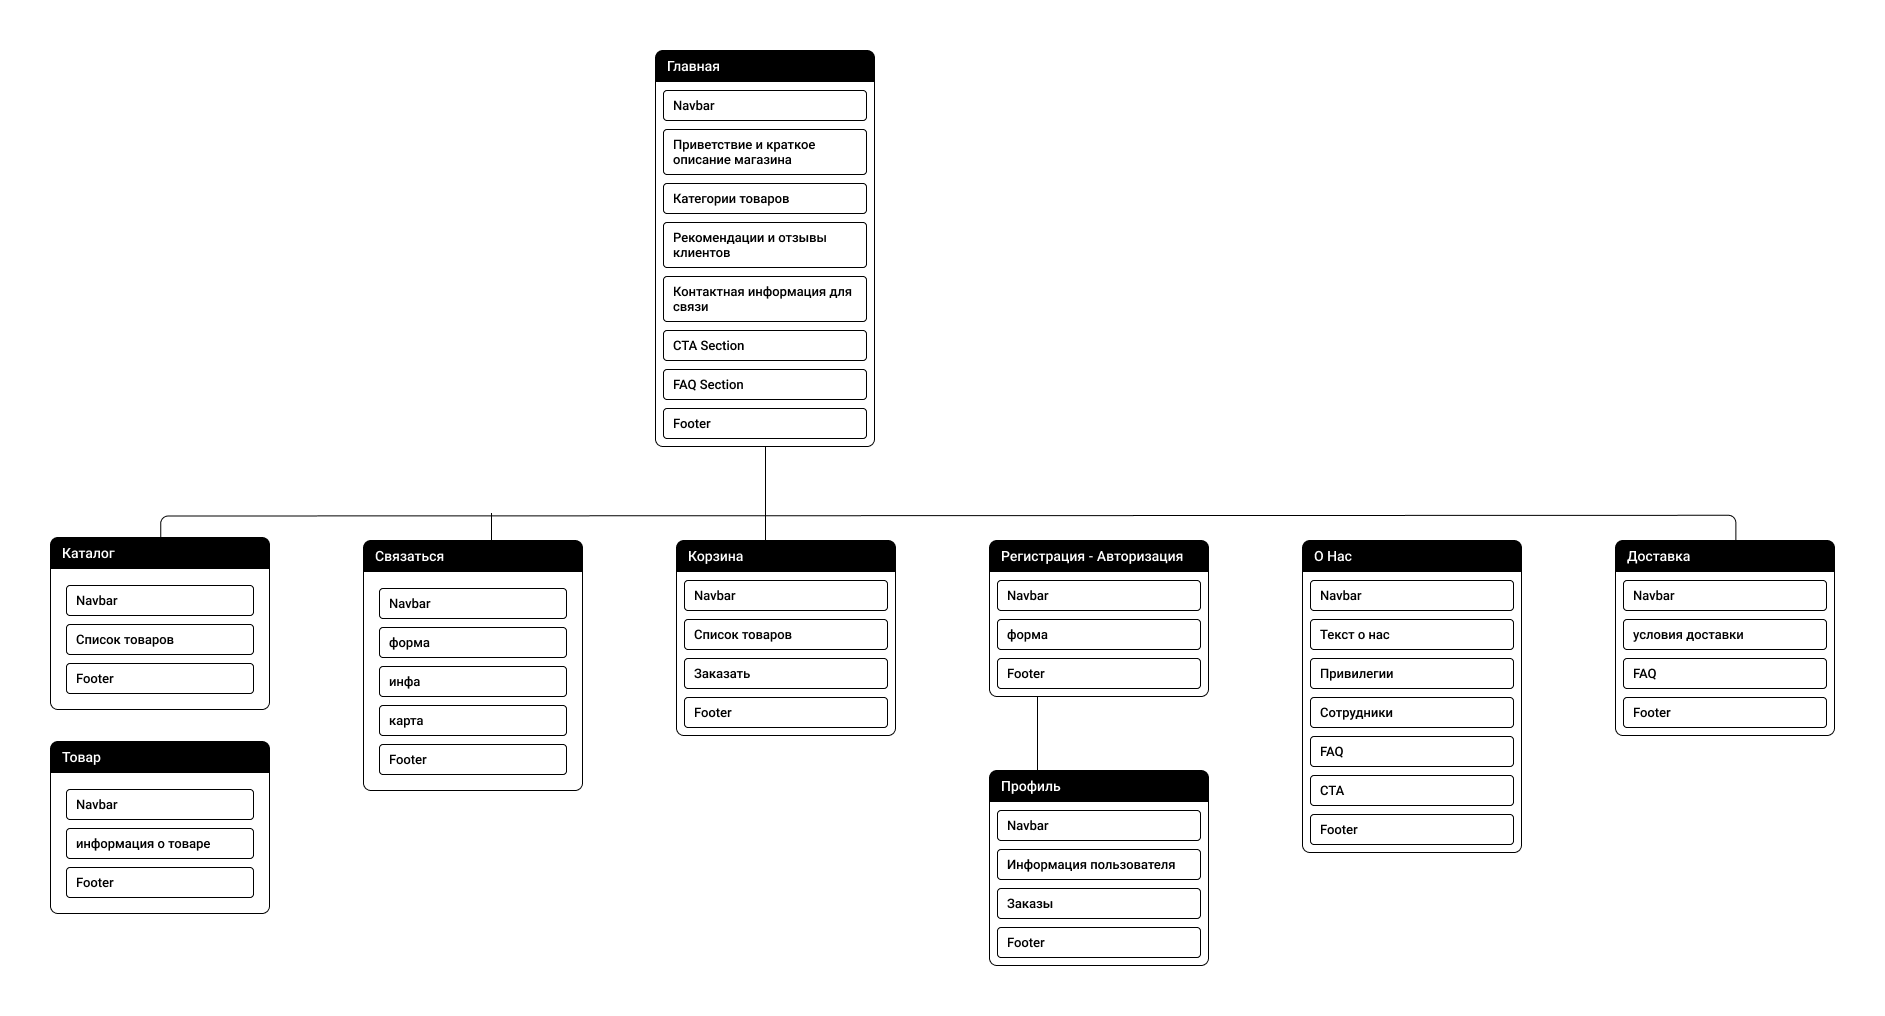 Главная
Navbar
Приветствие и краткое
описание магазина
Категории товаров
Рекомендации и отзывы
клиентов
Контактная информация для
связи
CTA Section
FAQ Section
Footer
Каталог
Navbar
Список товаров
Footer
Товар
Navbar
информация о товаре
Footer
Связаться
Navbar
форма
инфа
карта
Footer
Корзина
Navbar
Список товаров
Заказать
Footer
Регистрация - Авторизация
Navbar
форма
Footer
Профиль
Navbar
Информация пользователя
Заказы
Footer
О Нас
Navbar
Текст о нас
Привилегии
Сотрудники
FAQ
CTA
Footer
Доставка
Navbar
условия доставки
FAQ
Footer